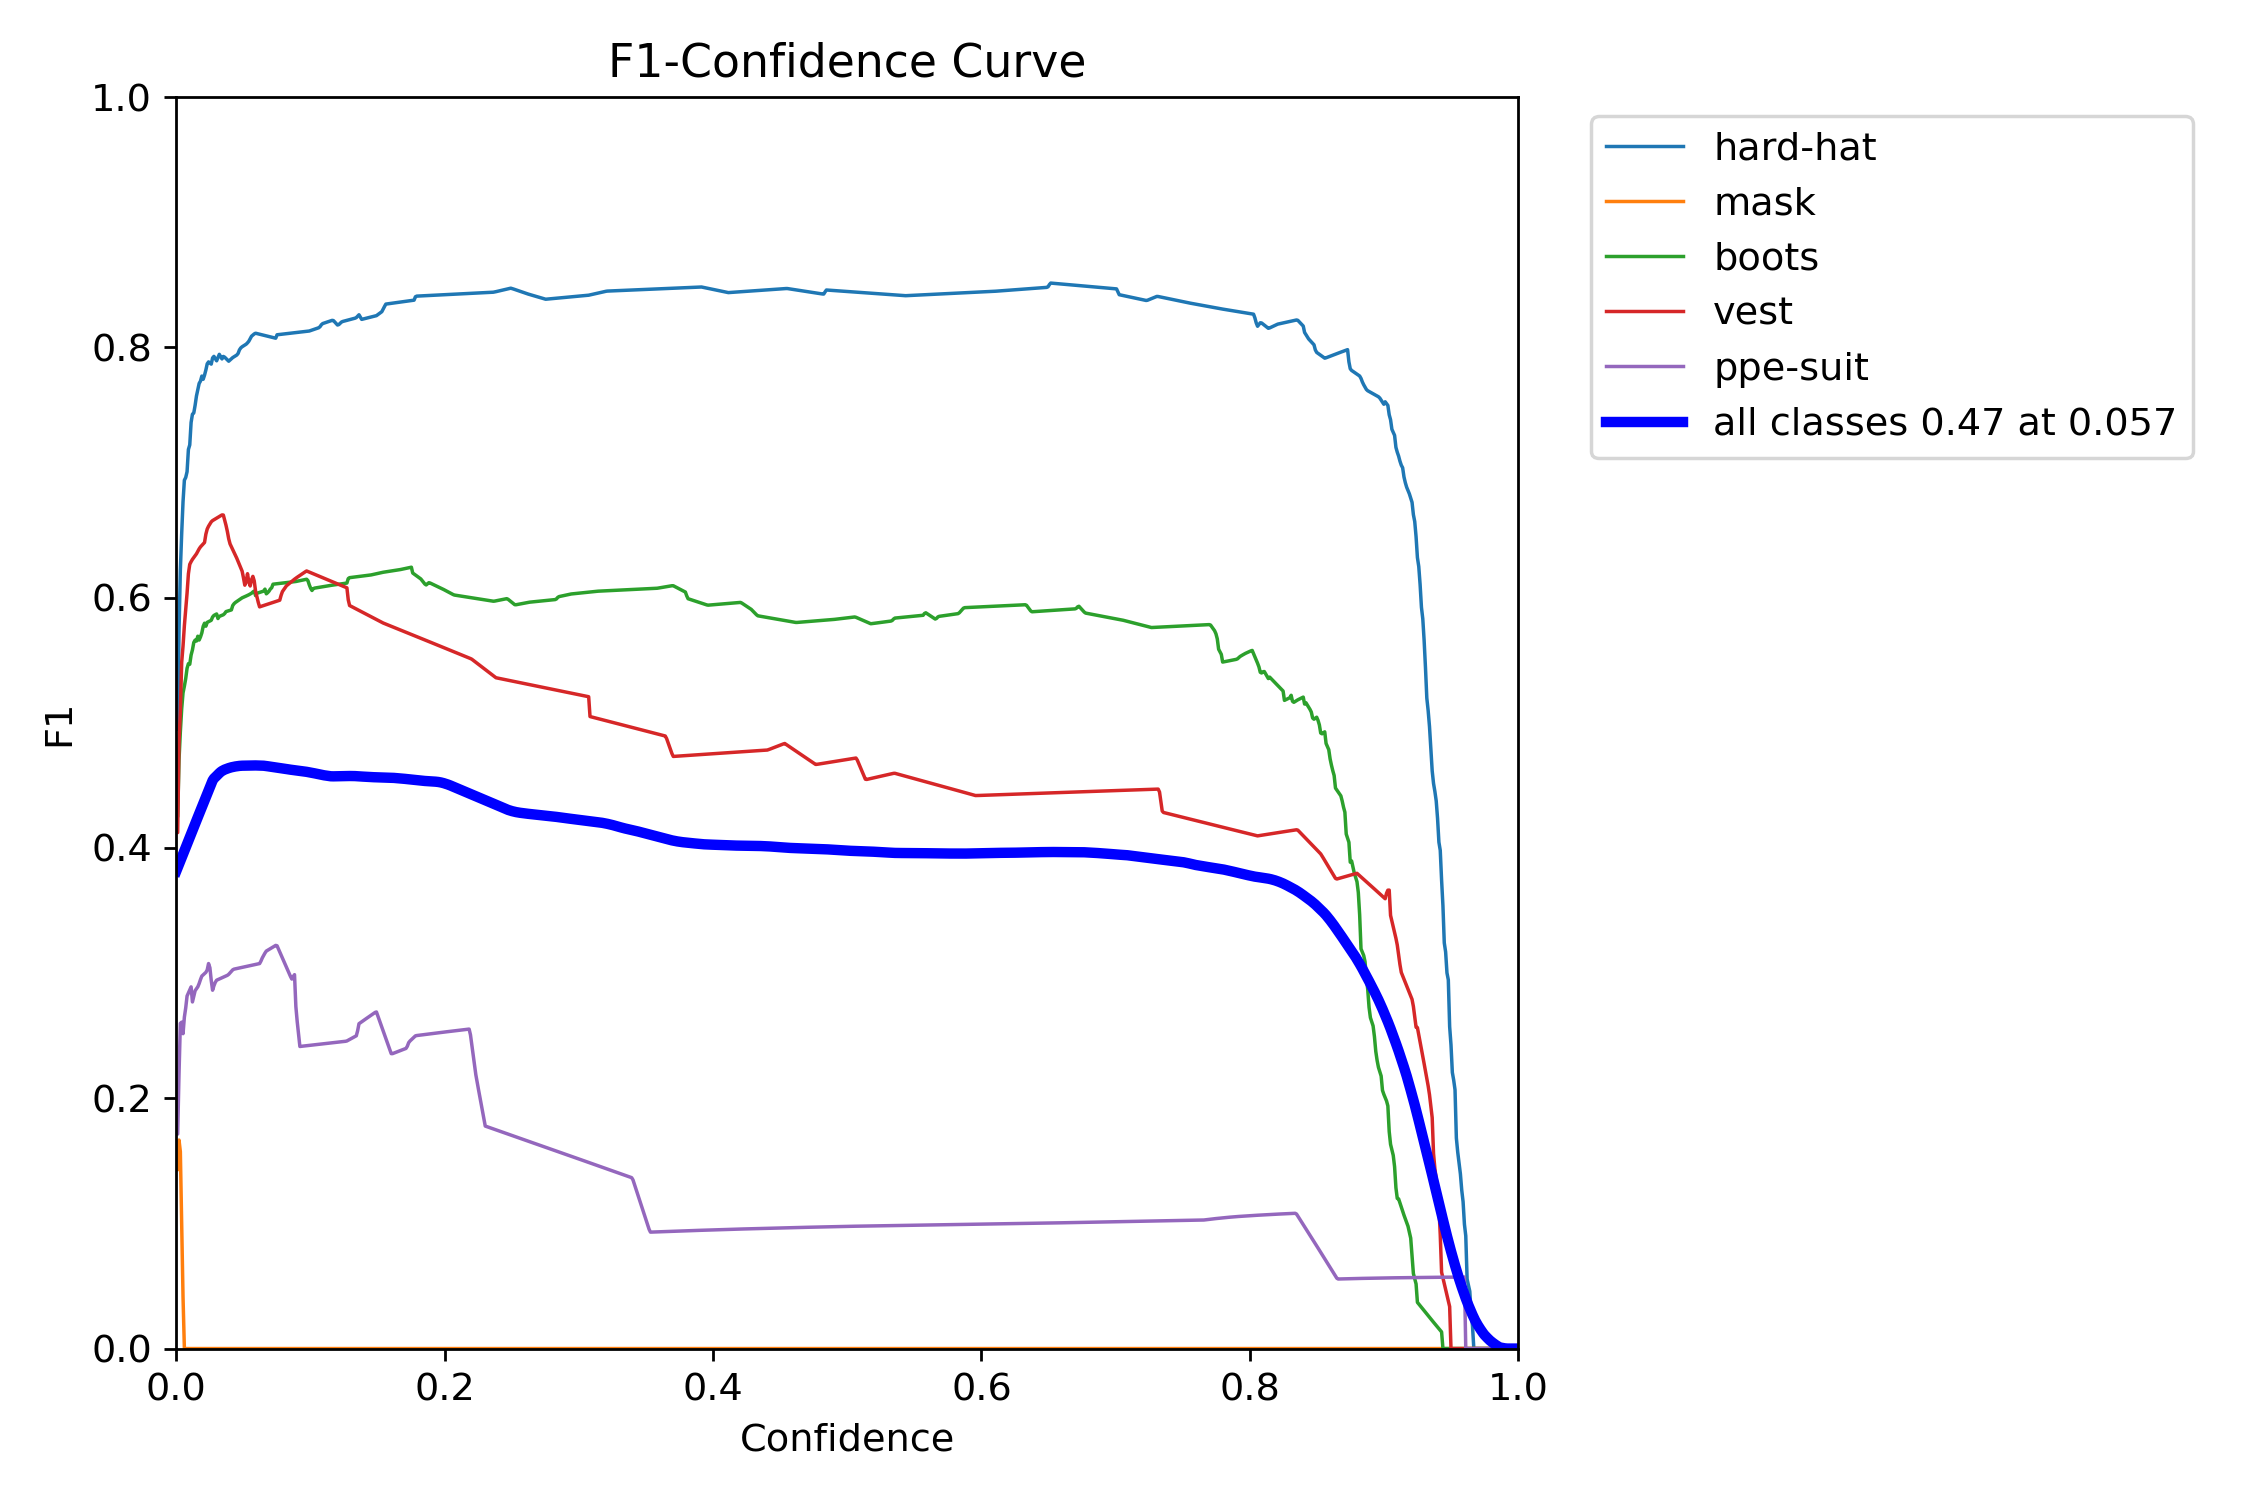 F1-Confidence Curve
1.0
0.8
0.6
0.4
0.2
0.0
F1
0.0 0.2 0.4 0.6 0.8 1.0
Confidence
hard-hat
mask
boots
vest
ppe-suit
all classes 0.47 at 0.057